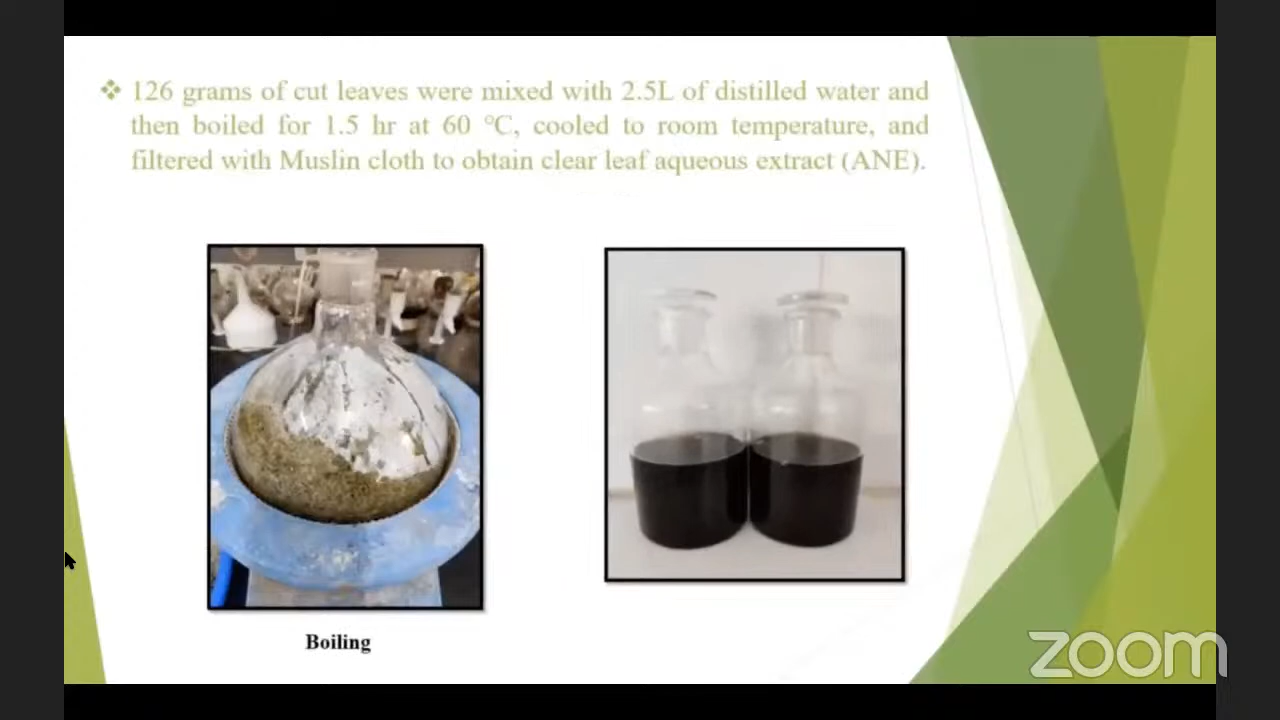 ❖ 126 grams of cut leaves were mixed with 2.5L of distilled water and
then boiled for 1.5 hr at 60 °C, cooled to room temperature, and
filtered with Muslin cloth to obtain clear leaf aqueous extract (ANE).
Boiling
zoom